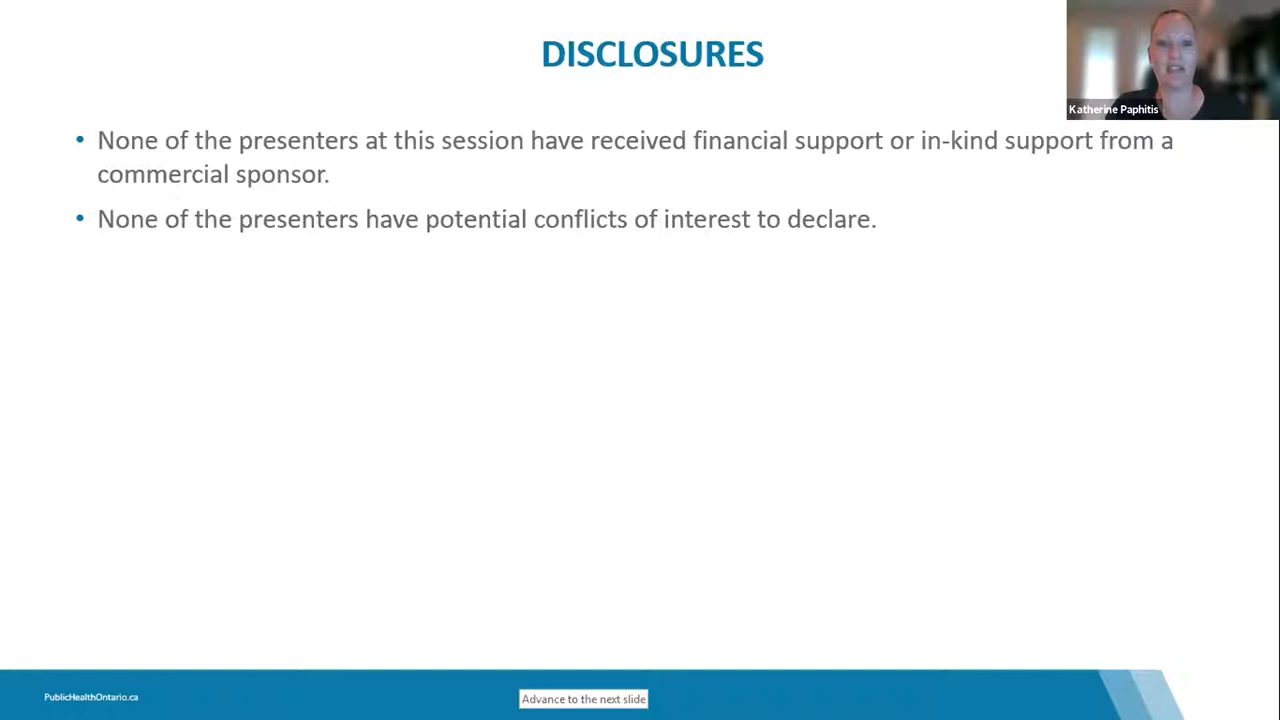 DISCLOSURES
Katherine Paphitis
• None of the presenters at this session have received financial support or in-kind support from a
commercial sponsor.
• None of the presenters have potential conflicts of interest to declare.
PublicHealthOntario.ca
Advance to the next slide